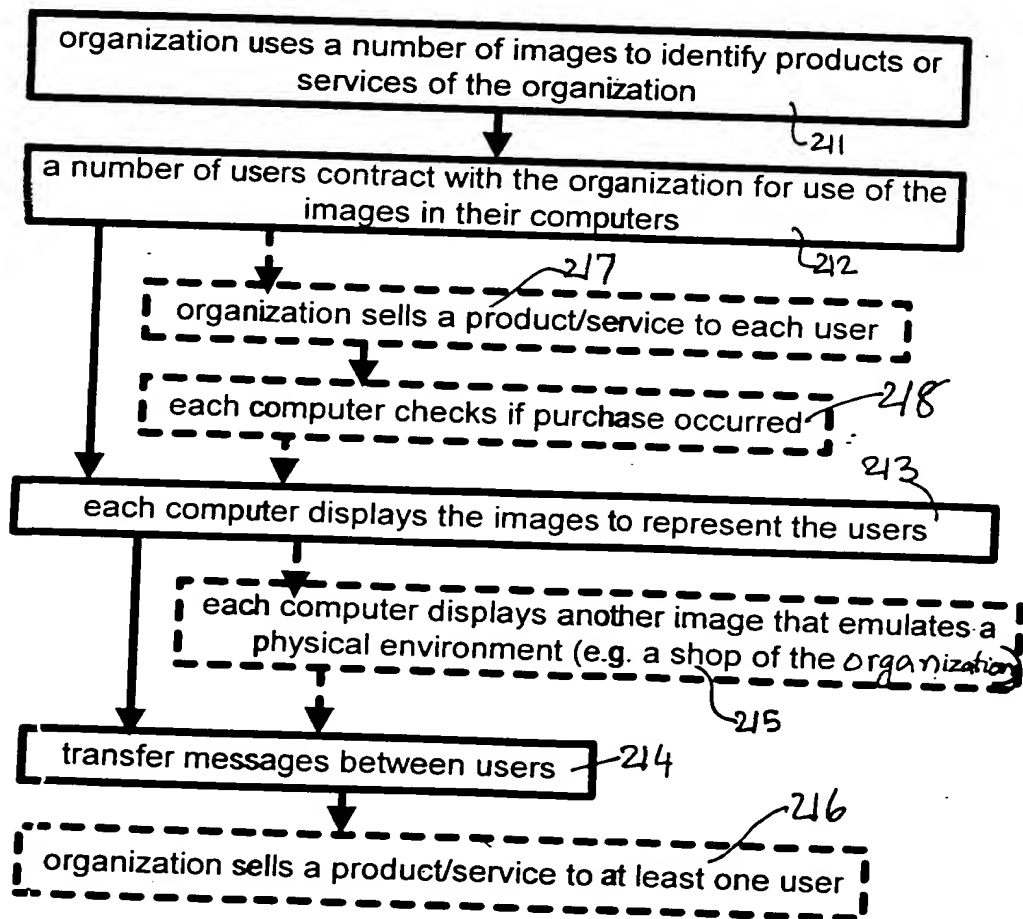 organization uses a number of images to identify products or
services of the organization
211
a number of users contract with the organization for use of the
images in their computers
212
217
organization sells a product/service to each user
each computer checks if purchase occurred
218
213
each computer displays the images to represent the users
each computer displays another image that emulates a
physical environment (e.g. a shop of the organization)
215
transfer messages between users
214
216
organization sells a product/service to at least one user